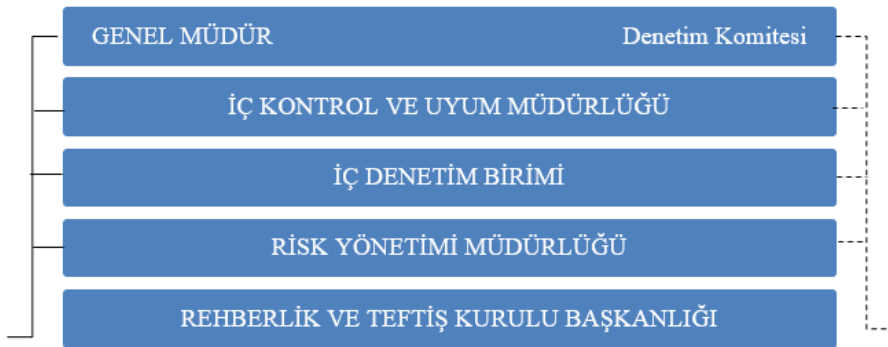 GENEL MÜDÜR Denetim Komitesi
İÇ KONTROL VE UYUM MÜDÜRLÜĞÜ
İÇ DENETİM BİRİMİ
RİSK YÖNETİMİ MÜDÜRLÜĞÜ
REHBERLİK VE TEFTİŞ KURULU BAŞKANLIĞI